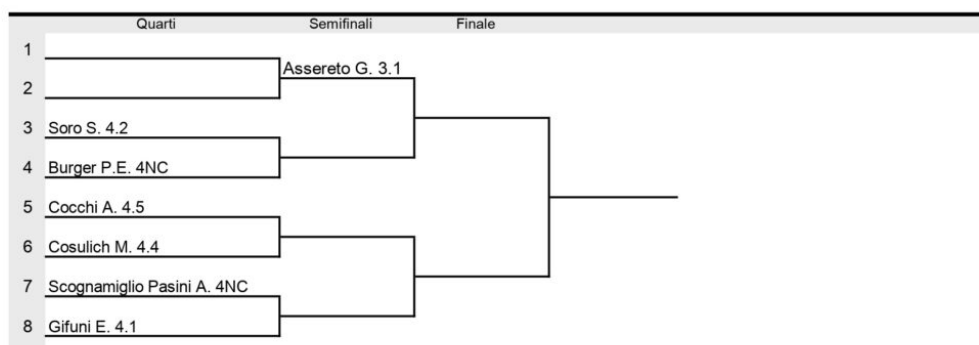 Quarti Semifinali Finale
1
Assereto G. 3.1
2
3 Soro S. 4.2
4 Burger P.E. 4NC
5 Cocchi A. 4.5
6 Cosulich M. 4.4
7 Scognamiglio Pasini A. 4NC
8 Gifuni E. 4.1